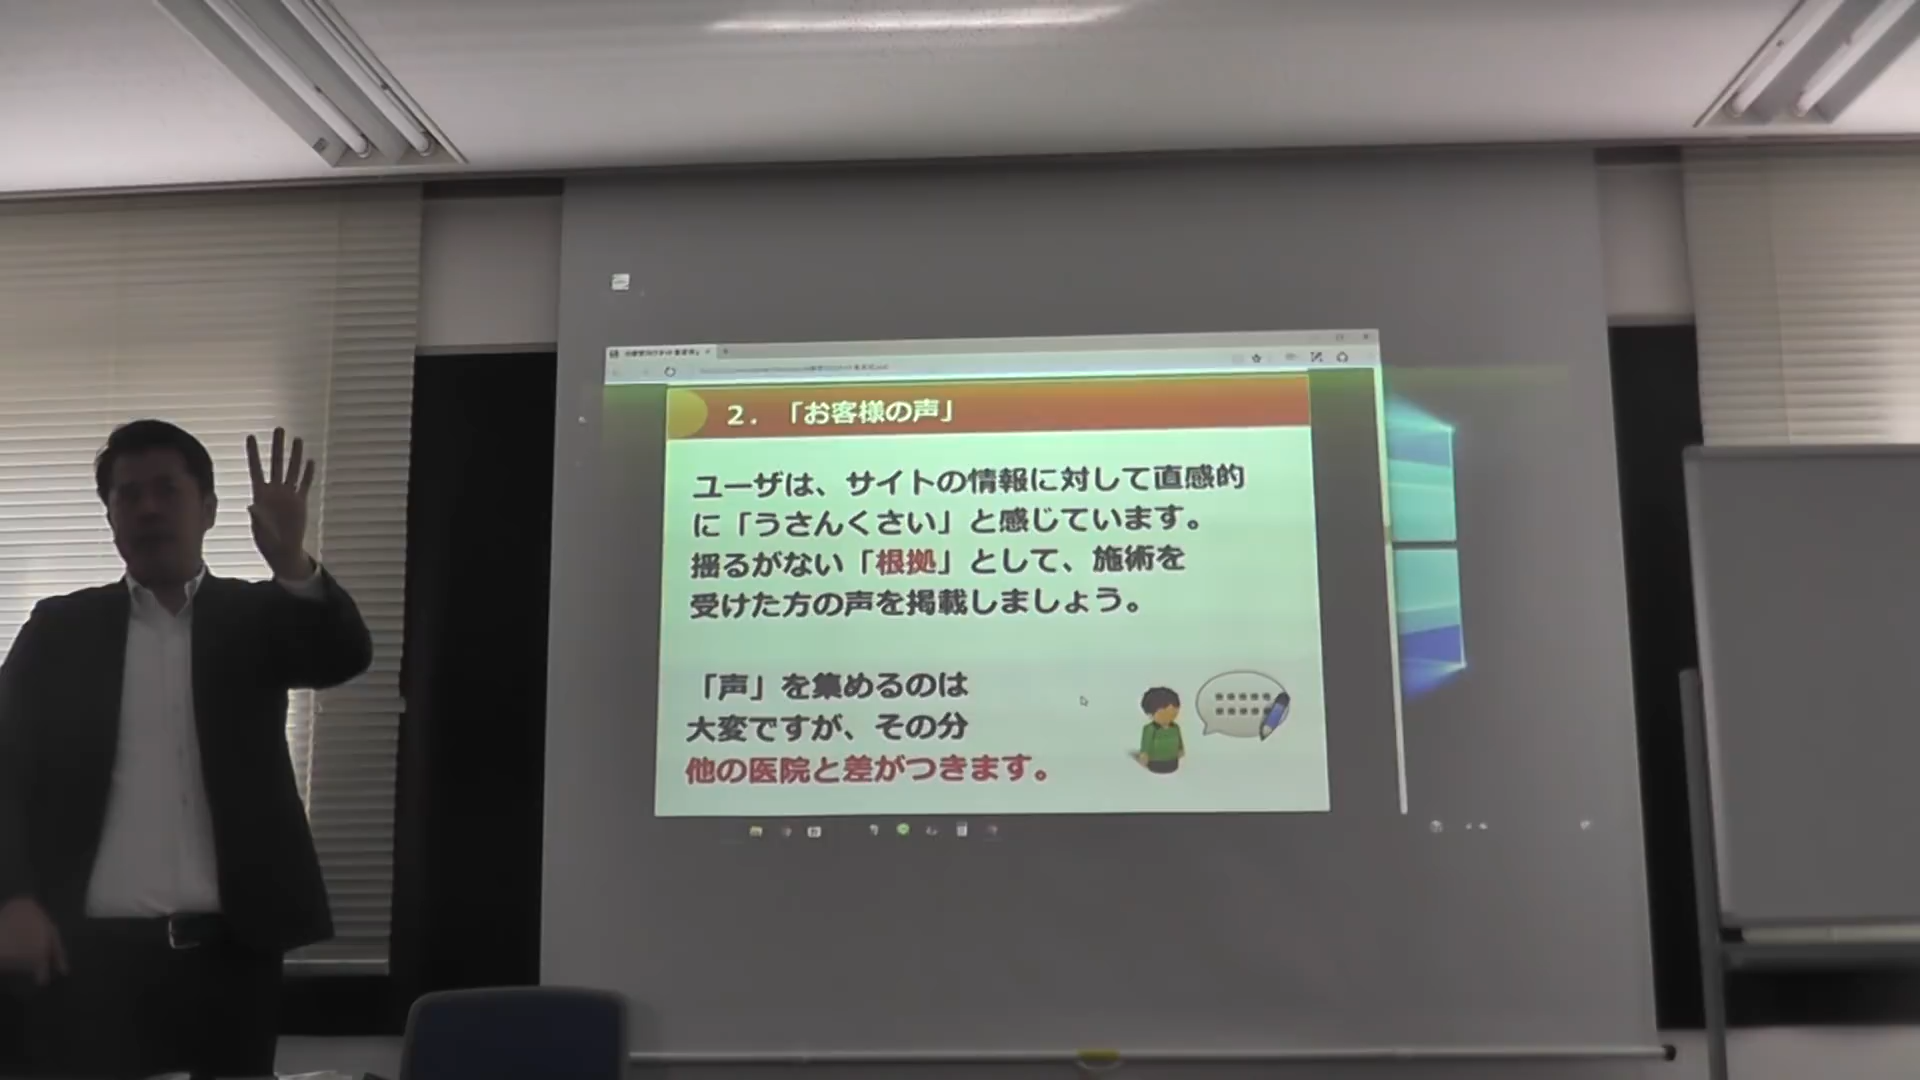 2．「お客様の声」
ユーザは、サイトの情報に対して直感的
に「うさんくさい」と感じています。
揺るがない「根拠」として、施術を
受けた方の声を掲載しましょう。
「声」を集めるのは
大変ですが、その分
他の医院と差がつきます。